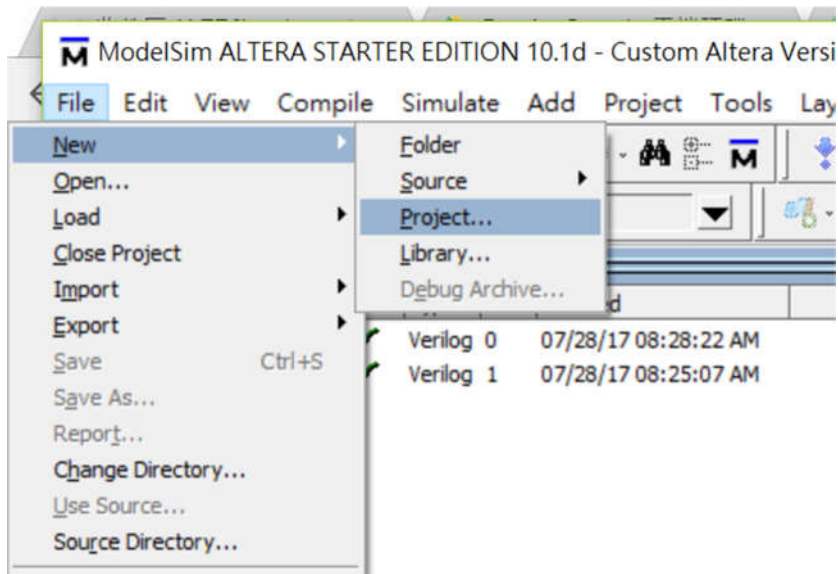 ModelSim ALTERA STARTER EDITION 10.1d - Custom Altera Versi
File Edit View Compile Simulate Add Project Tools Lay
New
Open...
Load
Close Project
Import
Export
Save Ctrl+S
Save As...
Report...
Change Directory...
Use Source...
Source Directory...
Folder
Source
Project...
Library...
Debug Archive...
d
Verilog 0 07/28/17 08:28:22 AM
Verilog 1 07/28/17 08:25:07 AM